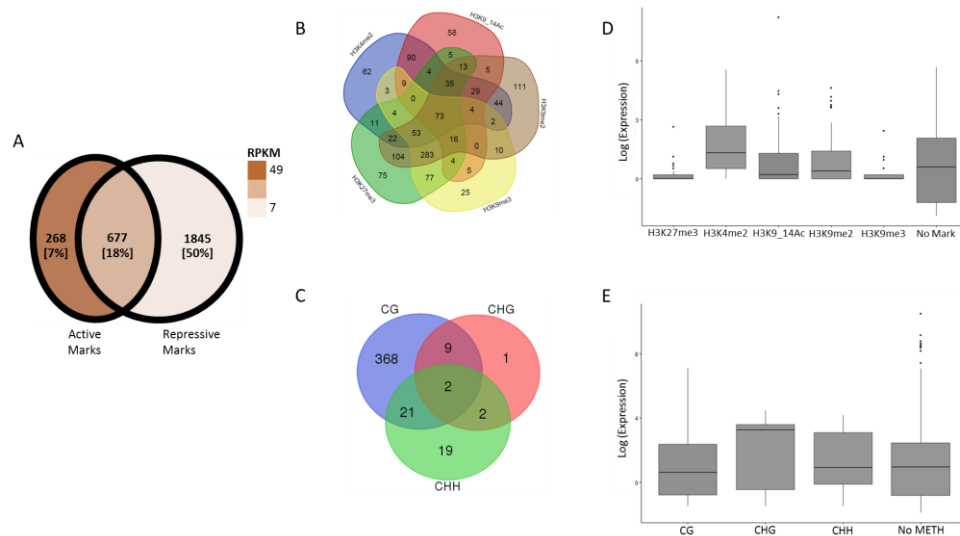 A
RPKM
49
7
268
[7%]
677
[18%]
1845
[50%]
Active
Marks
Repressive
Marks
B
H3K4me2
H3K9_14Ac
H3K9me2
H3K9me3
H3K27me3
58
90
5
13
5
62
4
35
111
9
29
3
0
44
4
73
4
2
11
22
53
16
0
10
104
283
4
5
75
77
25
C
CG
CHG
368
9
1
2
21
2
19
CHH
D
Log (Expression)
6
3
0
H3K27me3 H3K4me2 H3K9_14Ac H3K9me2 H3K9me3 No Mark
E
Log (Expression)
8
4
0
CG CHG CHH No METH